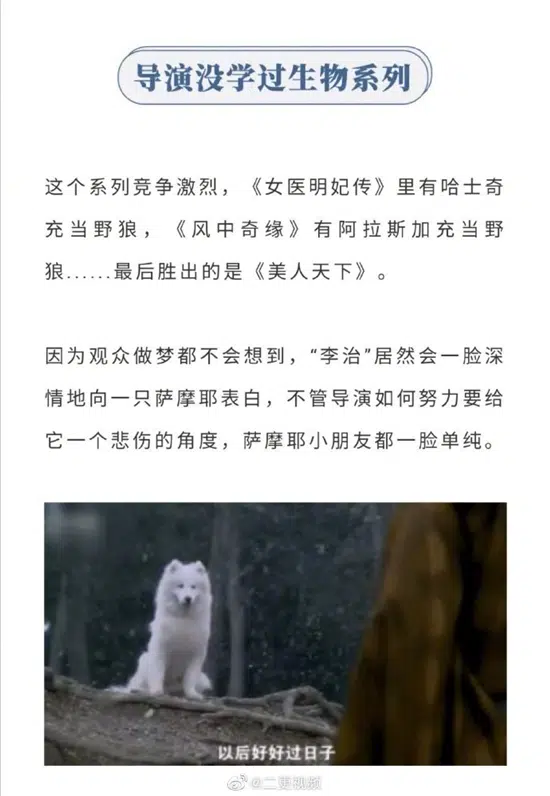 导演没学过生物系列
这个系列竞争激烈，《女医明妃传》里有哈士奇
充当野狼，《风中奇缘》有阿拉斯加充当野
狼......最后胜出的是《美人天下》。
因为观众做梦都不会想到，“李治”居然会一脸深
情地向一只萨摩耶表白，不管导演如何努力要给
它一个悲伤的角度，萨摩耶小朋友都一脸单纯。
以后好好过日子
@二更视频